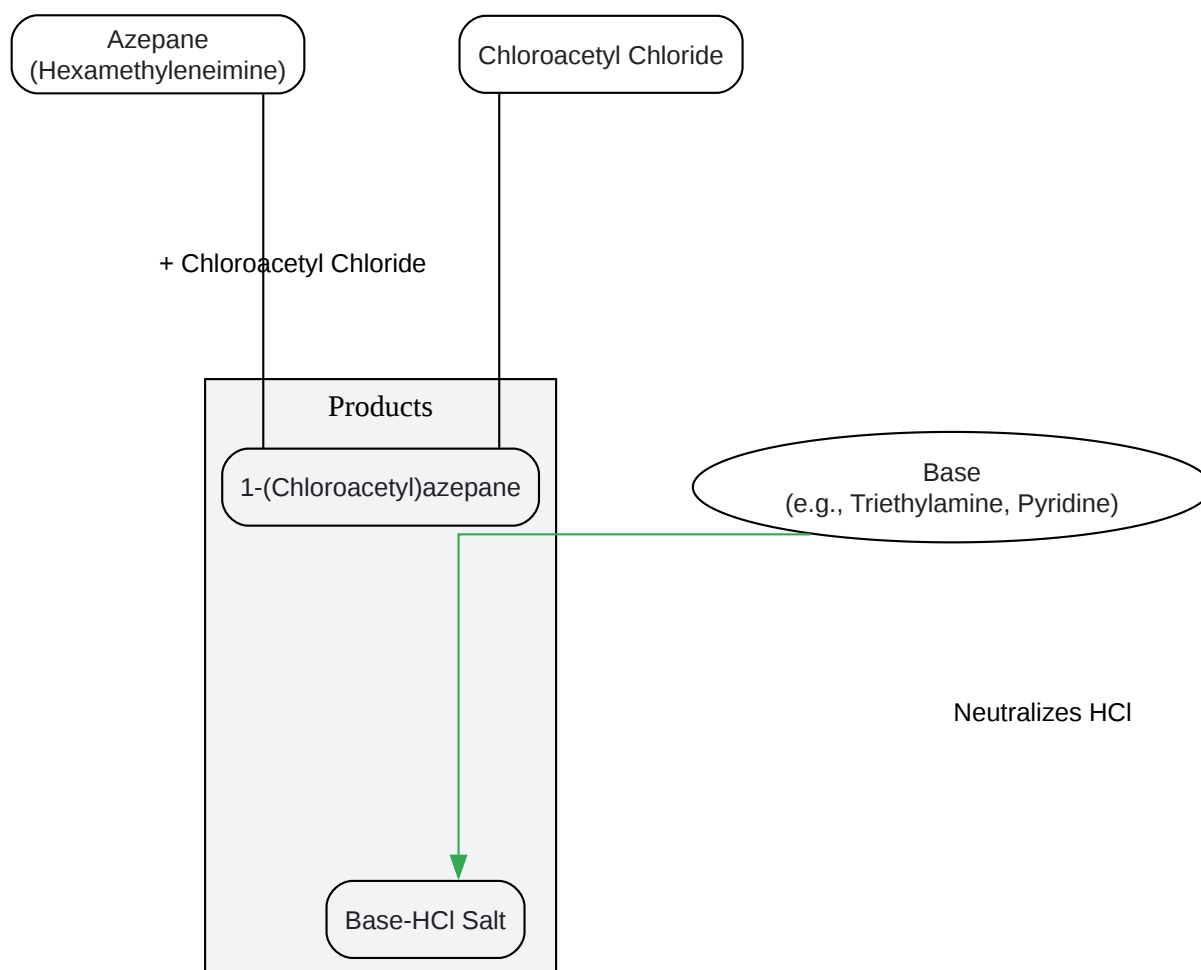 Azepane
(Hexamethyleneimine)
Chloroacetyl Chloride
+ Chloroacetyl Chloride
Products
1-(Chloroacetyl)azepane
Base
(e.g., Triethylamine, Pyridine)
Neutralizes HCl
Base-HCl Salt